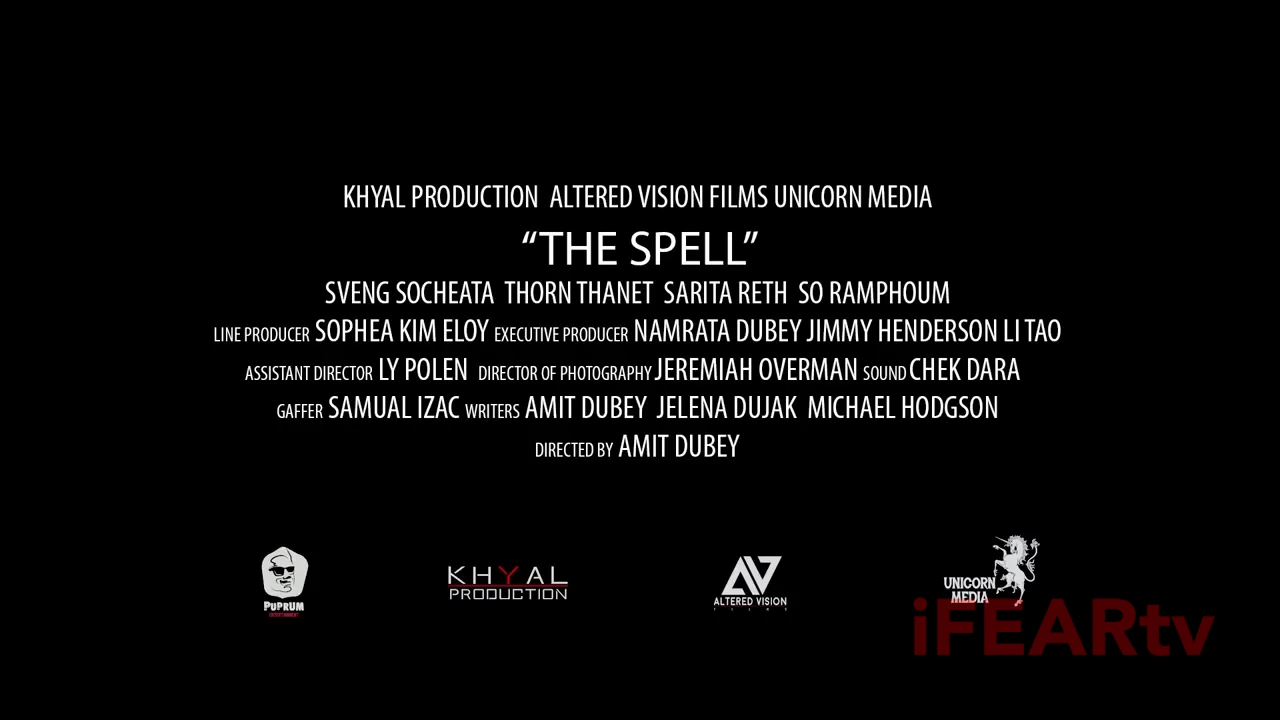 KHYAL PRODUCTION ALTERED VISION FILMS UNICORN MEDIA
“THE SPELL”
SVENG SOCHEATA THORN THANET SARITA RETH SO RAMPHOUM
LINE PRODUCER SOPHEA KIM ELOY EXECUTIVE PRODUCER NAMRATA DUBEY JIMMY HENDERSON LI TAO
ASSISTANT DIRECTOR LY POLEN DIRECTOR OF PHOTOGRAPHY JEREMIAH OVERMAN SOUND CHEK DARA
GAFFER SAMUAL IZAC WRITERS AMIT DUBEY JELENA DUJAK MICHAEL HODGSON
DIRECTED BY AMIT DUBEY
PUPRUM
ENTERTAINMENT
KHYAL
PRODUCTION
ALTERED VISION
FILMS
UNICORN
MEDIA
iFEARtv